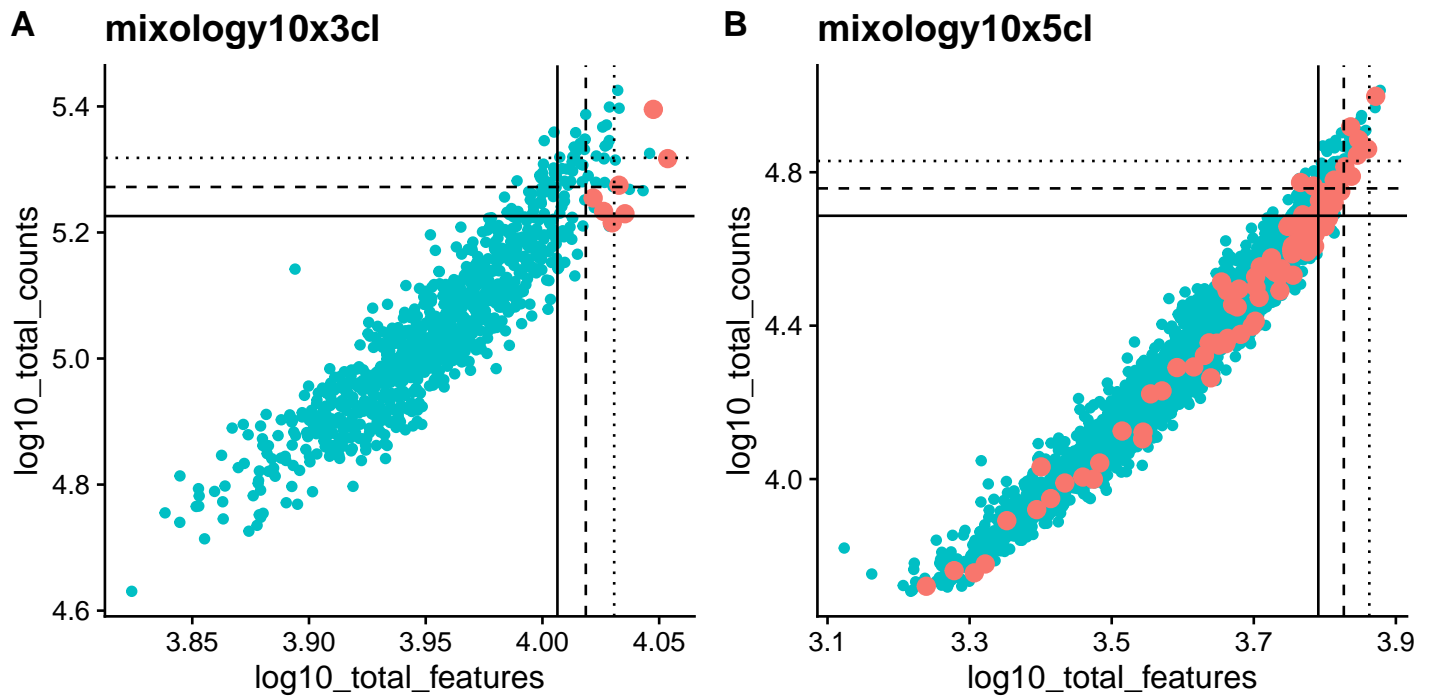 A mixology10x3cl
5.4
5.2
5.0
4.8
4.6
log10_total_counts
3.85 3.90 3.95 4.00 4.05
log10_total_features
B mixology10x5cl
4.8
4.4
4.0
log10_total_counts
3.1 3.3 3.5 3.7 3.9
log10_total_features